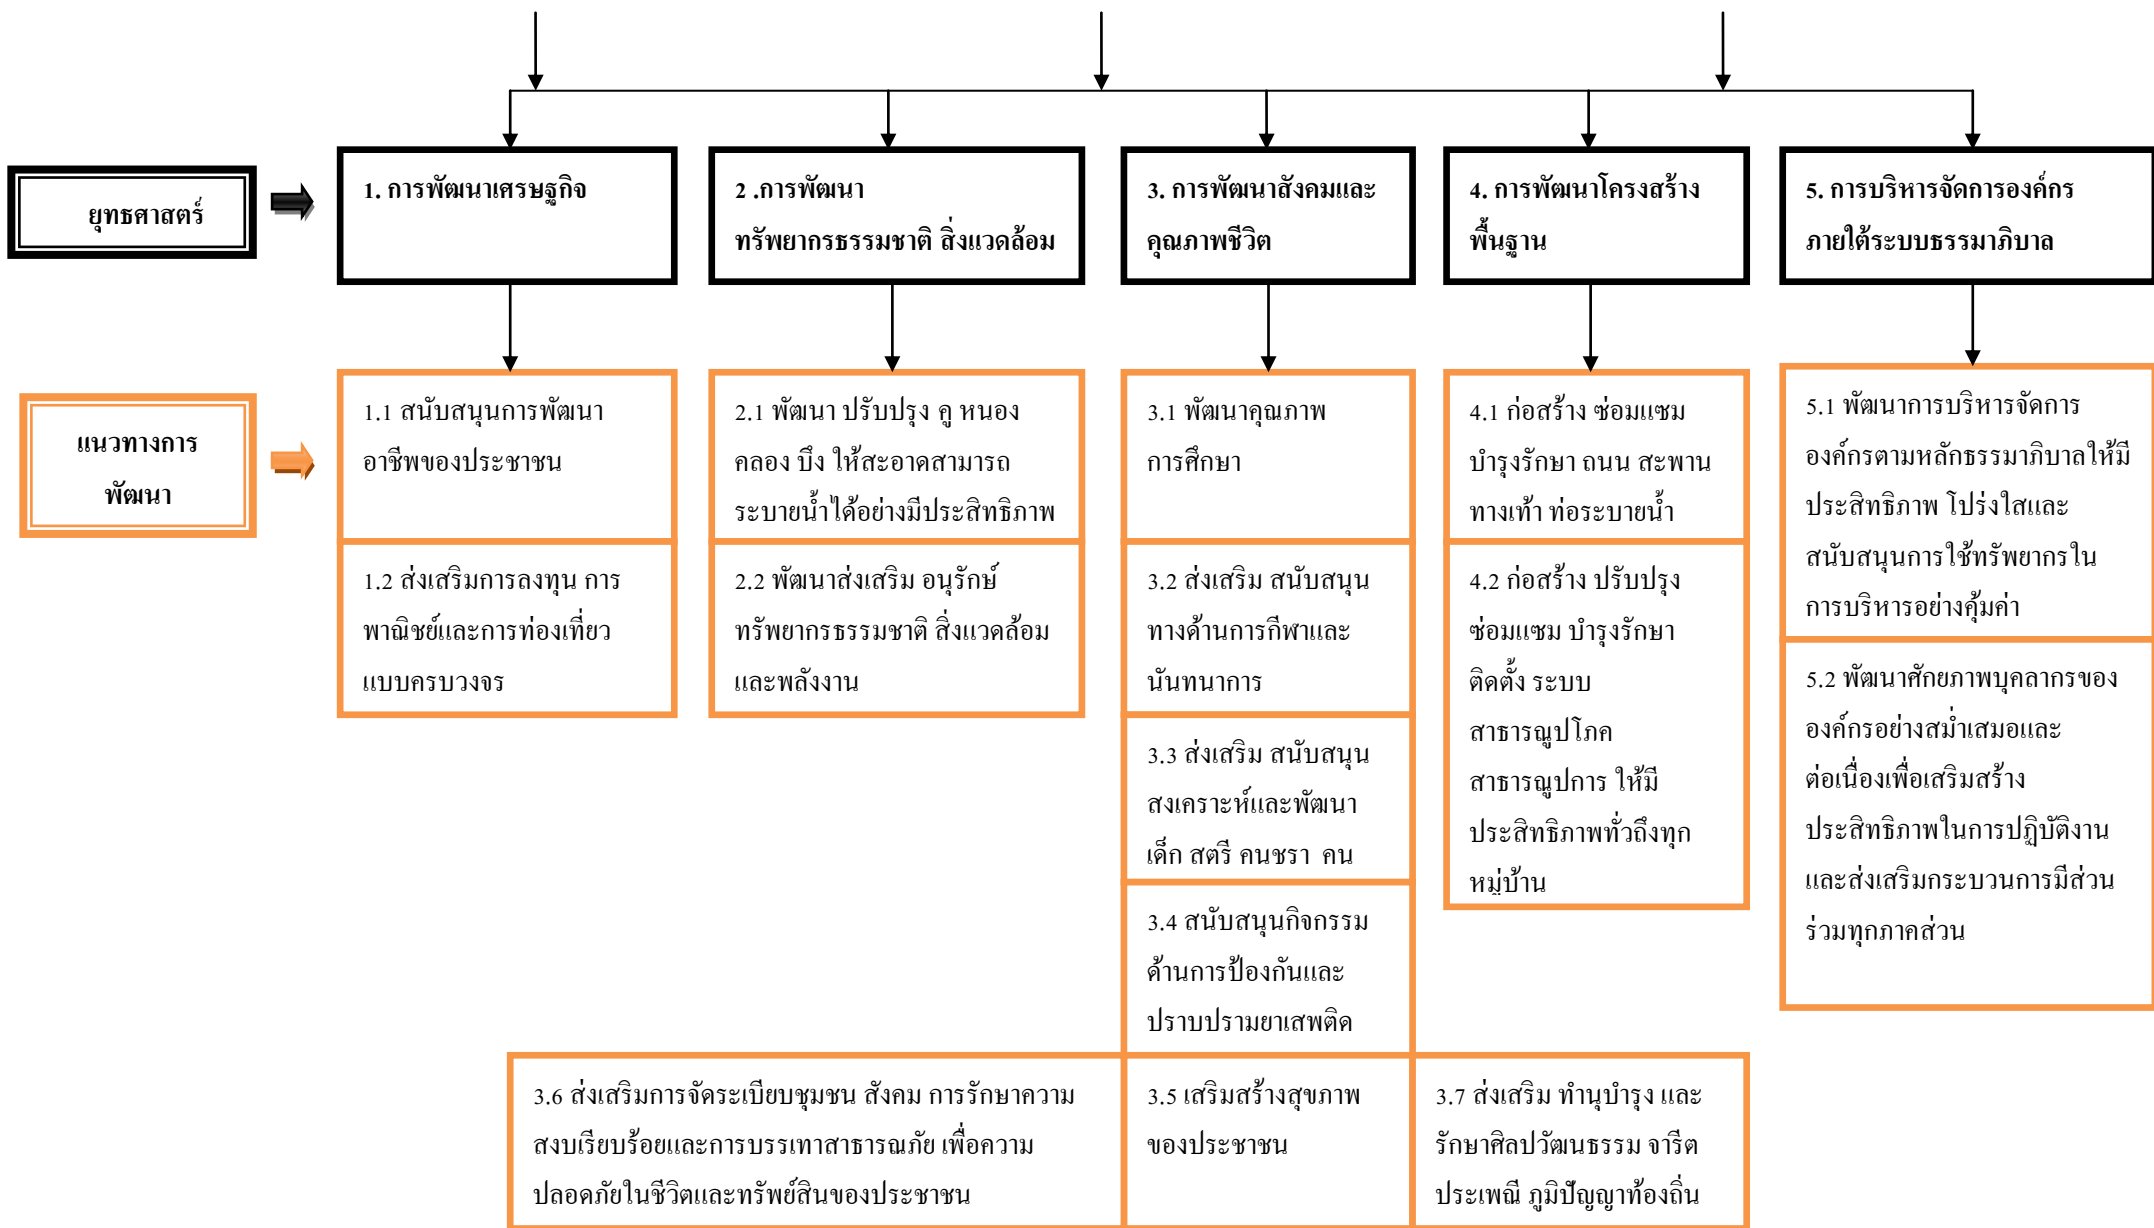 ยุทธศาสตร์
1. การพัฒนาเศรษฐกิจ
2 .การพัฒนา
ทรัพยากรธรรมชาติ สิ่งแวดล้อม
3. การพัฒนาสังคมและ
คุณภาพชีวิต
4. การพัฒนาโครงสร้าง
พื้นฐาน
5. การบริหารจัดการองค์กร
ภายใต้ระบบธรรมาภิบาล
แนวทางการ
พัฒนา
1.1 สนับสนุนการพัฒนา
อาชีพของประชาชน
1.2 ส่งเสริมการลงทุน การ
พาณิชย์และการท่องเที่ยว
แบบครบวงจร
2.1 พัฒนา ปรับปรุง คู หนอง
คลอง บึง ให้สะอาดสามารถ
ระบายน้ำได้อย่างมีประสิทธิภาพ
2.2 พัฒนาส่งเสริม อนุรักษ์
ทรัพยากรธรรมชาติ สิ่งแวดล้อม
และพลังงาน
3.1 พัฒนาคุณภาพ
การศึกษา
3.2 ส่งเสริม สนับสนุน
ทางด้านการกีฬาและ
นันทนาการ
3.3 ส่งเสริม สนับสนุน
สงเคราะห์และพัฒนา
เด็ก สตรี คนชรา คน
3.4 สนับสนุนกิจกรรม
ด้านการป้องกันและ
ปราบปรามยาเสพติด
3.5 เสริมสร้างสุขภาพ
ของประชาชน
3.6 ส่งเสริมการจัดระเบียบชุมชน สังคม การรักษาความ
สงบเรียบร้อยและการบรรเทาสาธารณภัย เพื่อความ
ปลอดภัยในชีวิตและทรัพย์สินของประชาชน
3.7 ส่งเสริม ทำนุบำรุง และ
รักษาศิลปวัฒนธรรม จารีต
ประเพณี ภูมิปัญญาท้องถิ่น
4.1 ก่อสร้าง ซ่อมแซม
บำรุงรักษา ถนน สะพาน
ทางเท้า ท่อระบายน้ำ
4.2 ก่อสร้าง ปรับปรุง
ซ่อมแซม บำรุงรักษา
ติดตั้ง ระบบ
สาธารณูปโภค
สาธารณูปการ ให้มี
ประสิทธิภาพทั่วถึงทุก
หมู่บ้าน
5.1 พัฒนาการบริหารจัดการ
องค์กรตามหลักธรรมาภิบาลให้มี
ประสิทธิภาพ โปร่งใสและ
สนับสนุนการใช้ทรัพยากรใน
การบริหารอย่างคุ้มค่า
5.2 พัฒนาศักยภาพบุคลากรของ
องค์กรอย่างสม่ำเสมอและ
ต่อเนื่องเพื่อเสริมสร้าง
ประสิทธิภาพในการปฏิบัติงาน
และส่งเสริมกระบวนการมีส่วน
ร่วมทุกภาคส่วน